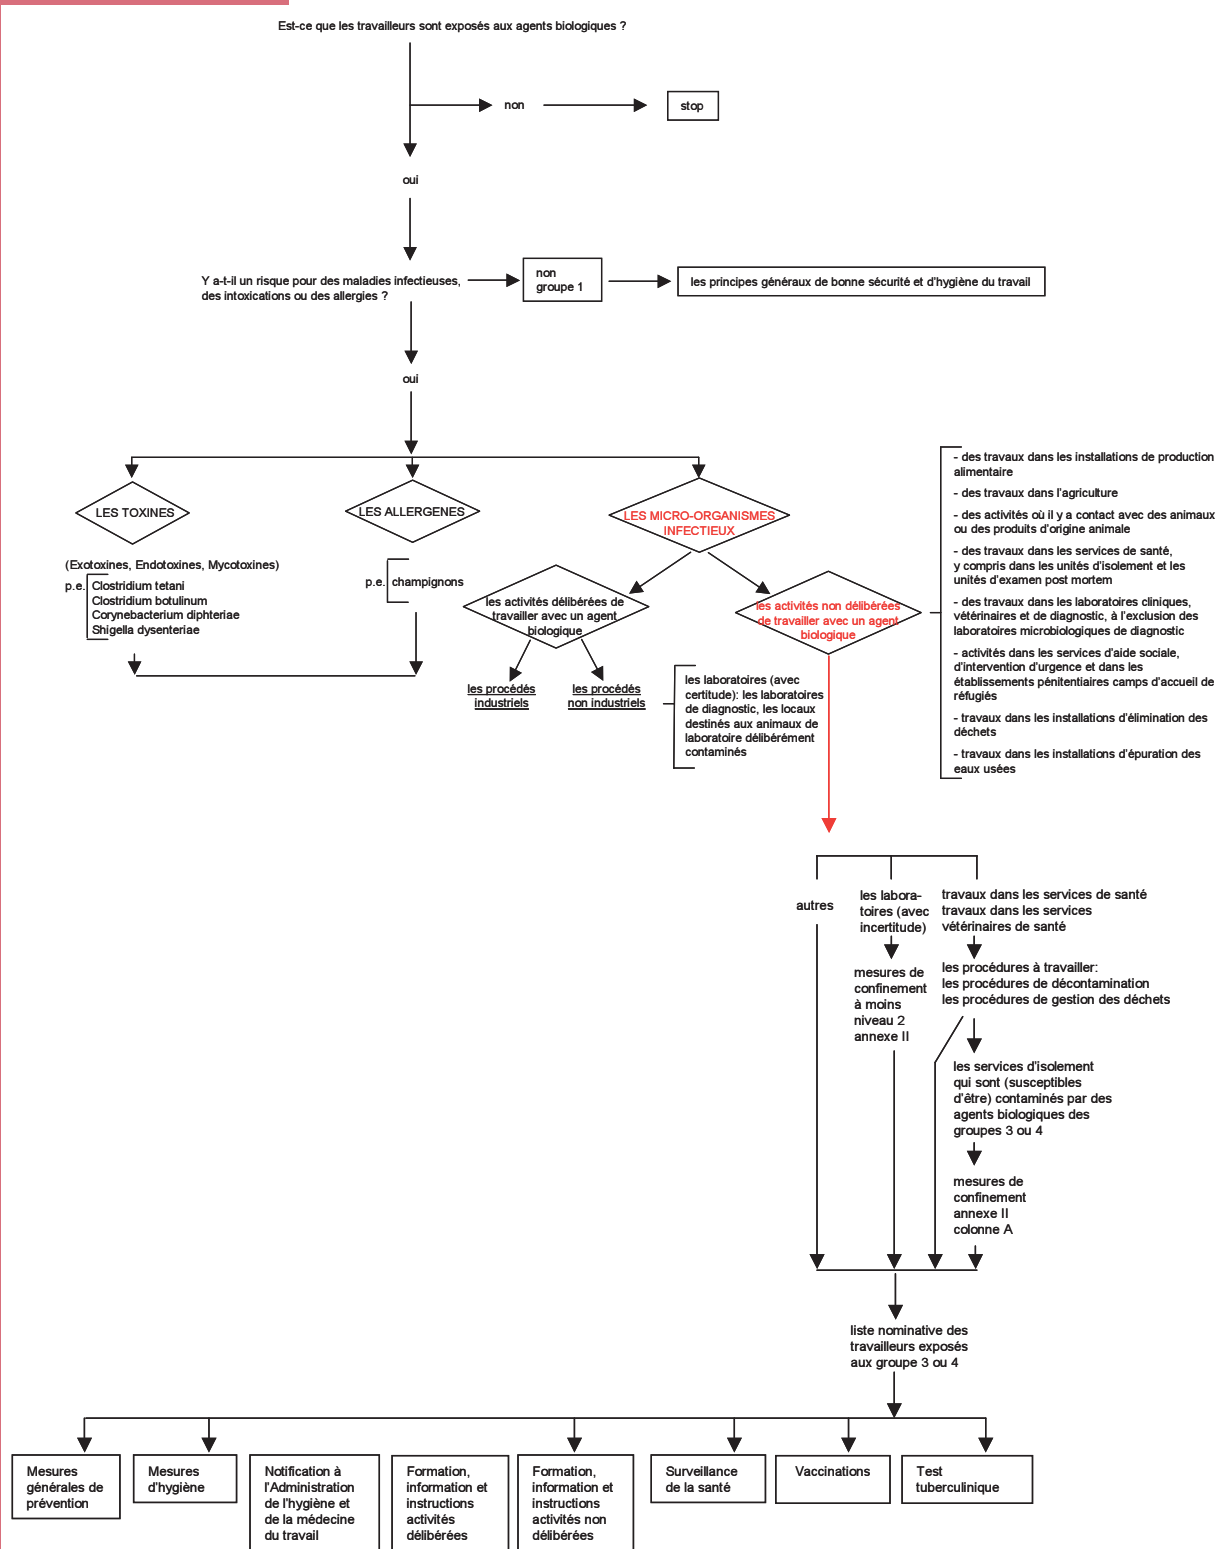 Est-ce que les travailleurs sont exposés aux agents biologiques ?
non
stop
oui
Y a-t-il un risque pour des maladies infectieuses,
des intoxications ou des allergies ?
non
groupe 1
les principes généraux de bonne sécurité et d'hygiène du travail
oui
LES TOXINES
LES ALLERGENES
LES MICRO-ORGANISMES
INFECTIEUX
(Exotoxines, Endotoxines, Mycotoxines)
p.e.
Clostridium tetani
Clostridium botulinum
Corynebacterium diphteriae
Shigella dysenteriae
p.e.
champignons
les activités délibérées de
travailler avec un agent
biologique
les activités non délibérées
de travailler avec un agent
biologique
- des travaux dans les installations de production
alimentaire
- des travaux dans l'agriculture
- des activités où il y a contact avec des animaux
ou des produits d'origine animale
- des travaux dans les services de santé,
y compris dans les unités d'isolement et les
unités d'examen post mortem
- des travaux dans les laboratoires cliniques,
vétérinaires et de diagnostic, à l'exclusion des
laboratoires microbiologiques de diagnostic
- activités dans les services d'aide sociale,
d'intervention d'urgence et dans les
établissements pénitentiaires camps d'accueil de
réfugiés
- travaux dans les installations d'élimination des
déchets
- travaux dans les installations d'épuration des
eaux usées
les procédés
industriels
les procédés
non industriels
les laboratoires (avec
certitude): les laboratoires
de diagnostic, les locaux
destinés aux animaux de
laboratoire délibérément
contaminés
autres
les labora-
toires (avec
incertitude)
travaux dans les services de santé
travaux dans les services
vétérinaires de santé
mesures de
confinement
à moins
niveau 2
annexe II
les procédures à travailler:
les procédures de décontamination
les procédures de gestion des déchets
les services d'isolement
qui sont (susceptibles
d'être) contaminés par des
agents biologiques des
groupes 3 ou 4
mesures de
confinement
annexe II
colonne A
liste nominative des
travailleurs exposés
aux groupe 3 ou 4
Mesures
générales de
prévention
Mesures
d'hygiène
Notification à
l'Administration
de l'hygiène et
de la médecine
du travail
Formation,
information et
instructions
activités
délibérées
Formation,
information et
instructions
activités non
délibérées
Surveillance
de la santé
Vaccinations
Test
tuberculinique